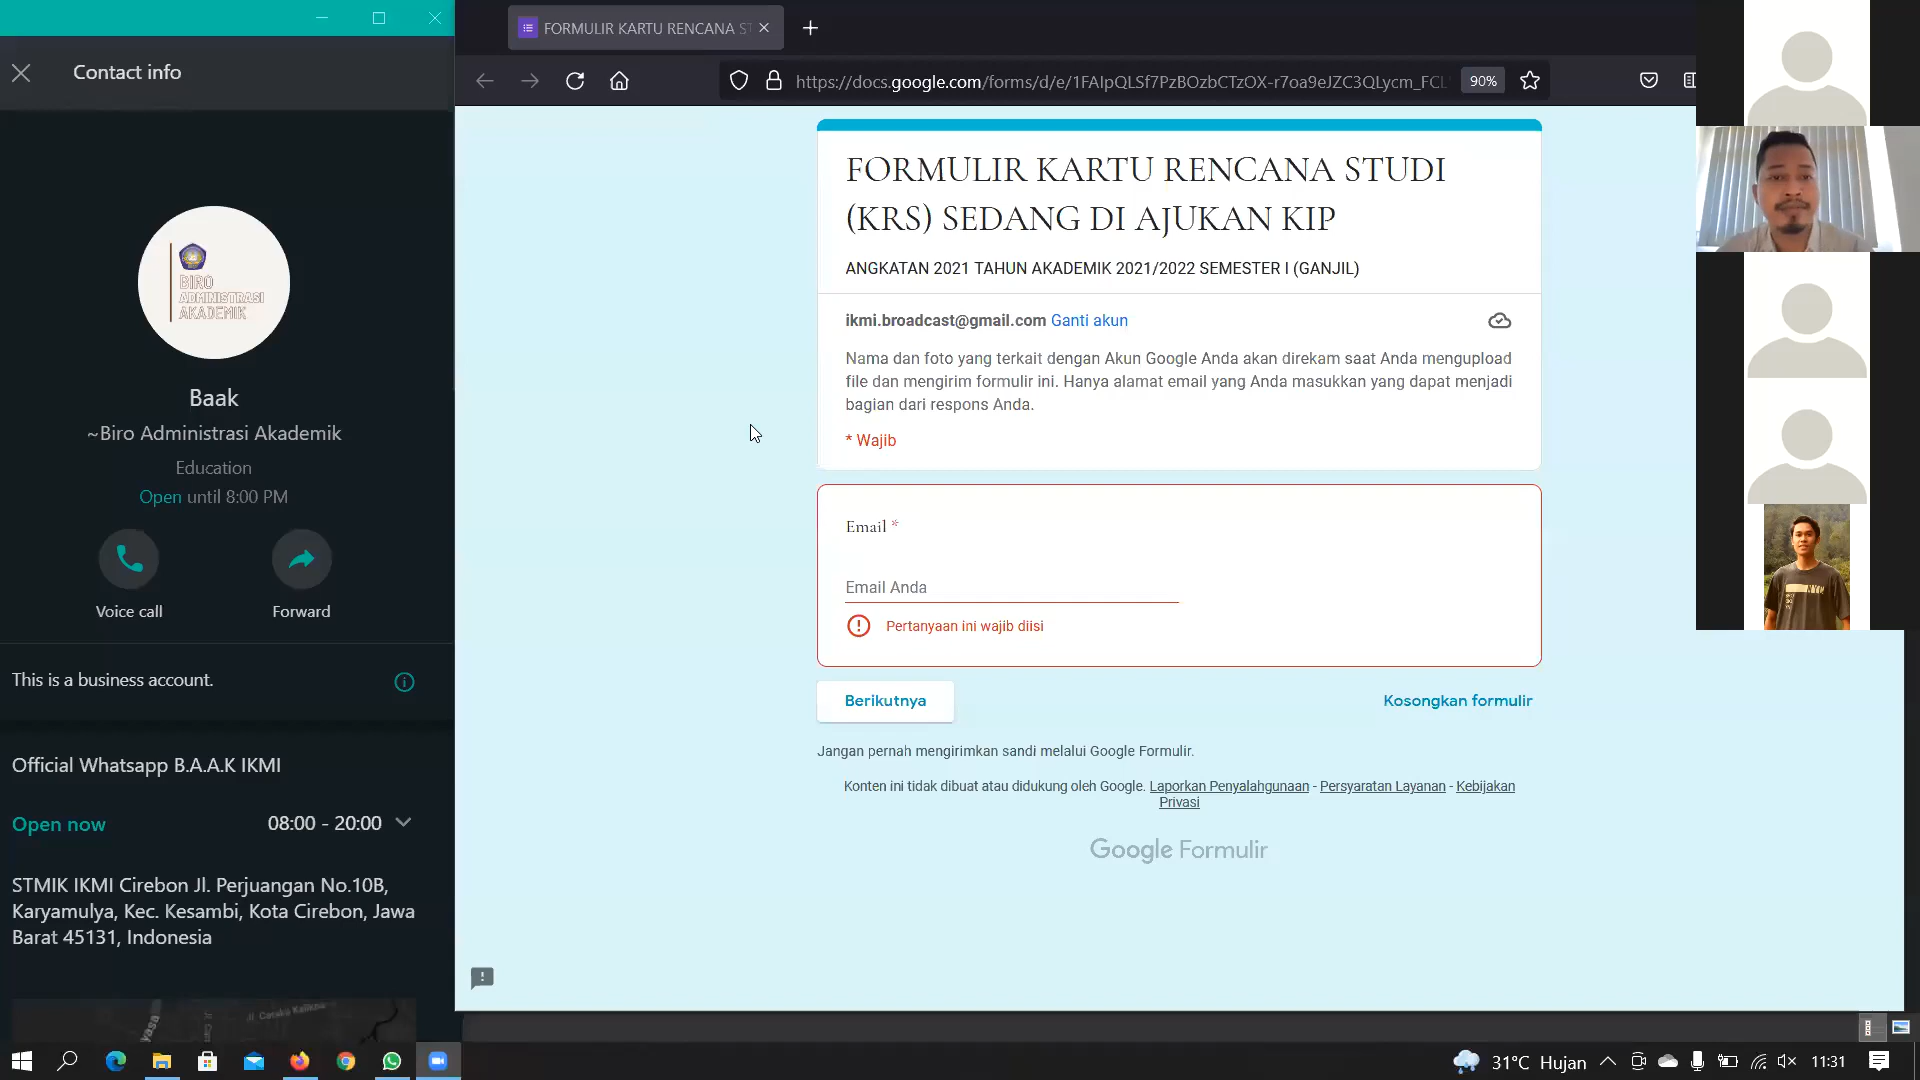 Contact info
BIRO
ADMINISTRASI
AKADEMIK
Baak
~Biro Administrasi Akademik
Education
Open until 8:00 PM
Voice call
Forward
This is a business account.
Official Whatsapp B.A.A.K IKMI
Open now
08:00 - 20:00
STMIK IKMI Cirebon Jl. Perjuangan No.10B,
Karyamulya, Kec. Kesambi, Kota Cirebon, Jawa
Barat 45131, Indonesia
FORMULIR KARTU RENCANA ST
https://docs.google.com/forms/d/e/1FAIpQLSf7PzBOzbCTzOX-r7oa9eJZC3QLycm_FCL
90%
FORMULIR KARTU RENCANA STUDI
(KRS) SEDANG DI AJUKAN KIP
ANGKATAN 2021 TAHUN AKADEMIK 2021/2022 SEMESTER I (GANJIL)
ikmi.broadcast@gmail.com Ganti akun
Nama dan foto yang terkait dengan Akun Google Anda akan direkam saat Anda mengupload
file dan mengirim formulir ini. Hanya alamat email yang Anda masukkan yang dapat menjadi
bagian dari respons Anda.
* Wajib
Email *
Email Anda
Pertanyaan ini wajib diisi
Berikutnya
Kosongkan formulir
Jangan pernah mengirimkan sandi melalui Google Formulir.
Konten ini tidak dibuat atau didukung oleh Google. Laporkan Penyalahgunaan - Persyaratan Layanan - Kebijakan
Privasi
Google Formulir
NYC
31°C Hujan
11:31